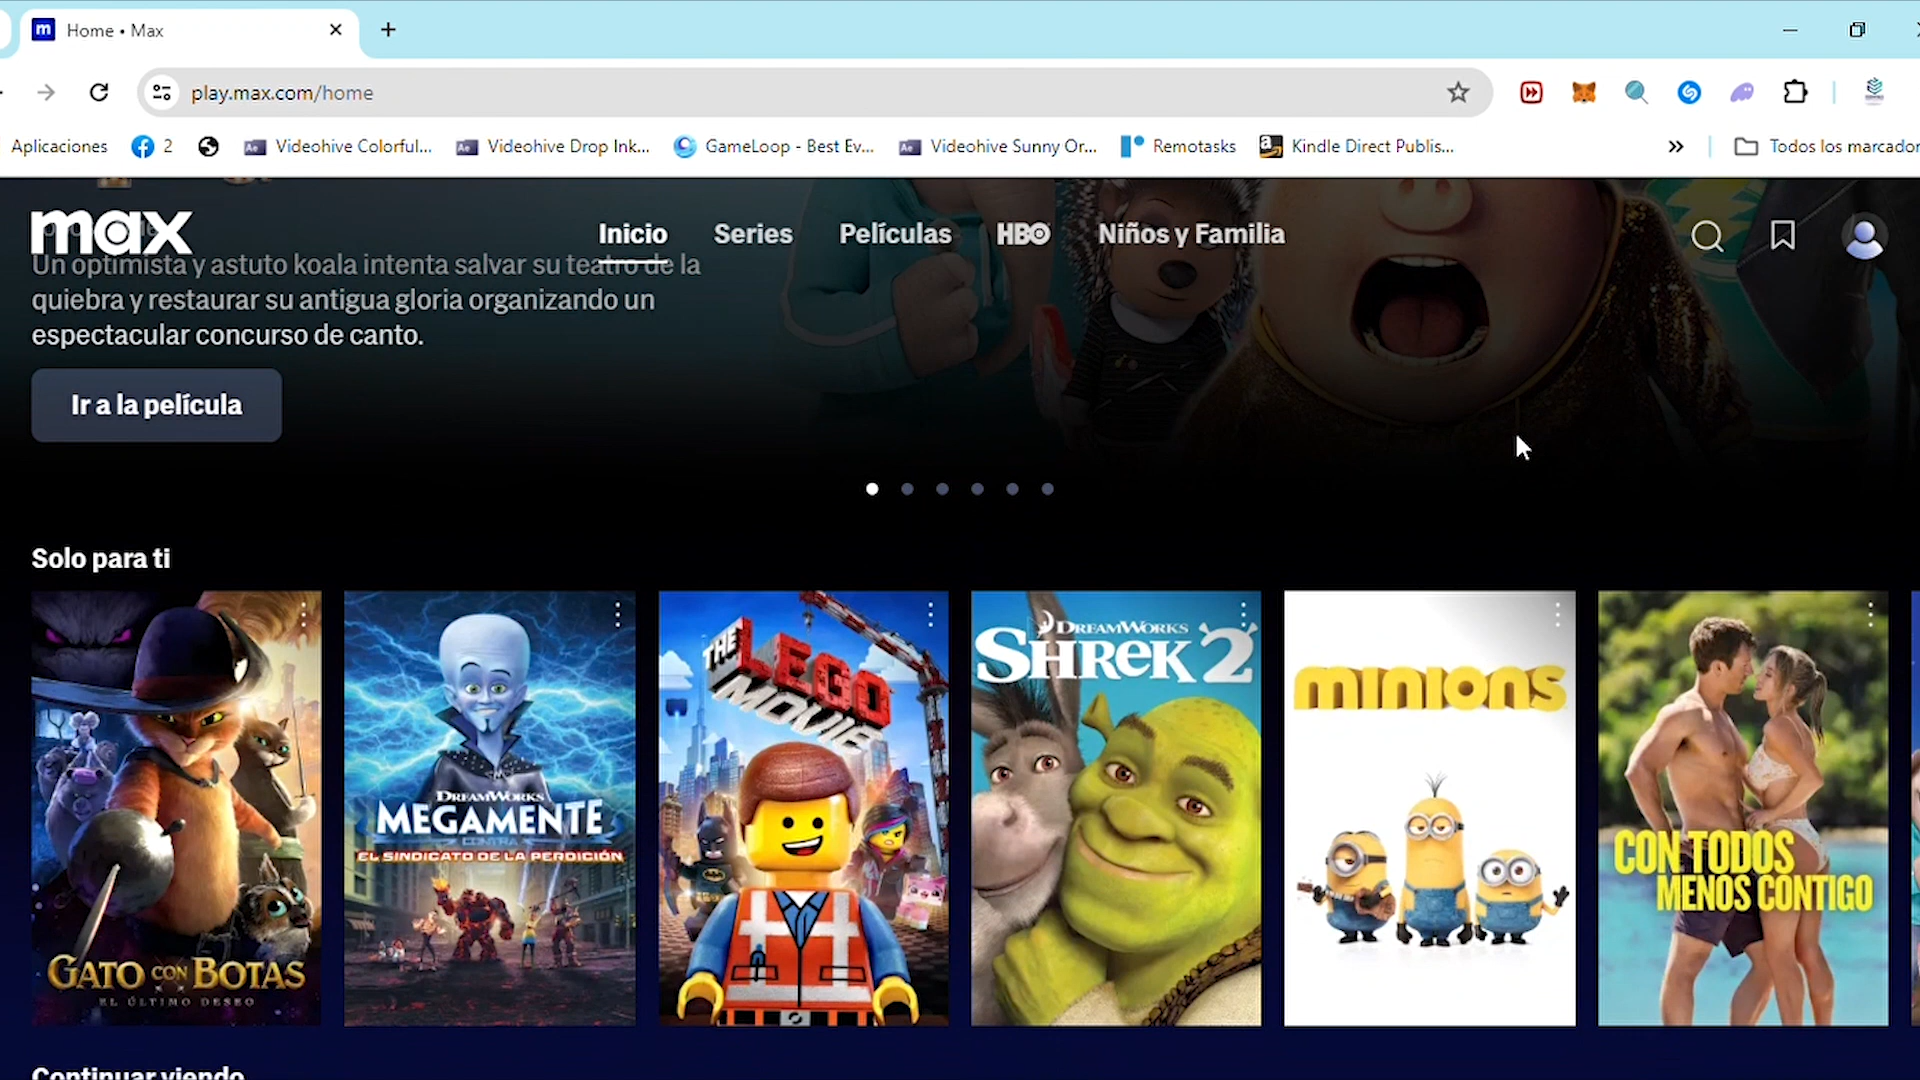 m Home • Max
play.max.com/home
Aplicaciones 2 Videohive Colorful... Videohive Drop Ink... GameLoop - Best Ev... Videohive Sunny Or... Remotasks Kindle Direct Publis... » Todos los marcador
max Inicio Series Películas HBO Niños y Familia
Un optimista y astuto koala intenta salvar su teatro de la
quiebra y restaurar su antigua gloria organizando un
espectacular concurso de canto.
Ir a la película
Solo para ti
GATO CON BOTAS
EL ÚLTIMO DESEO
DREAMWORKS
MEGAMENTE
CONTRA
EL SINDICATO DE LA PERDICIÓN
THE LEGO MOVIE
DREAMWORKS
SHREK 2
minions
CON TODOS
MENOS CONTIGO
Continuar viendo